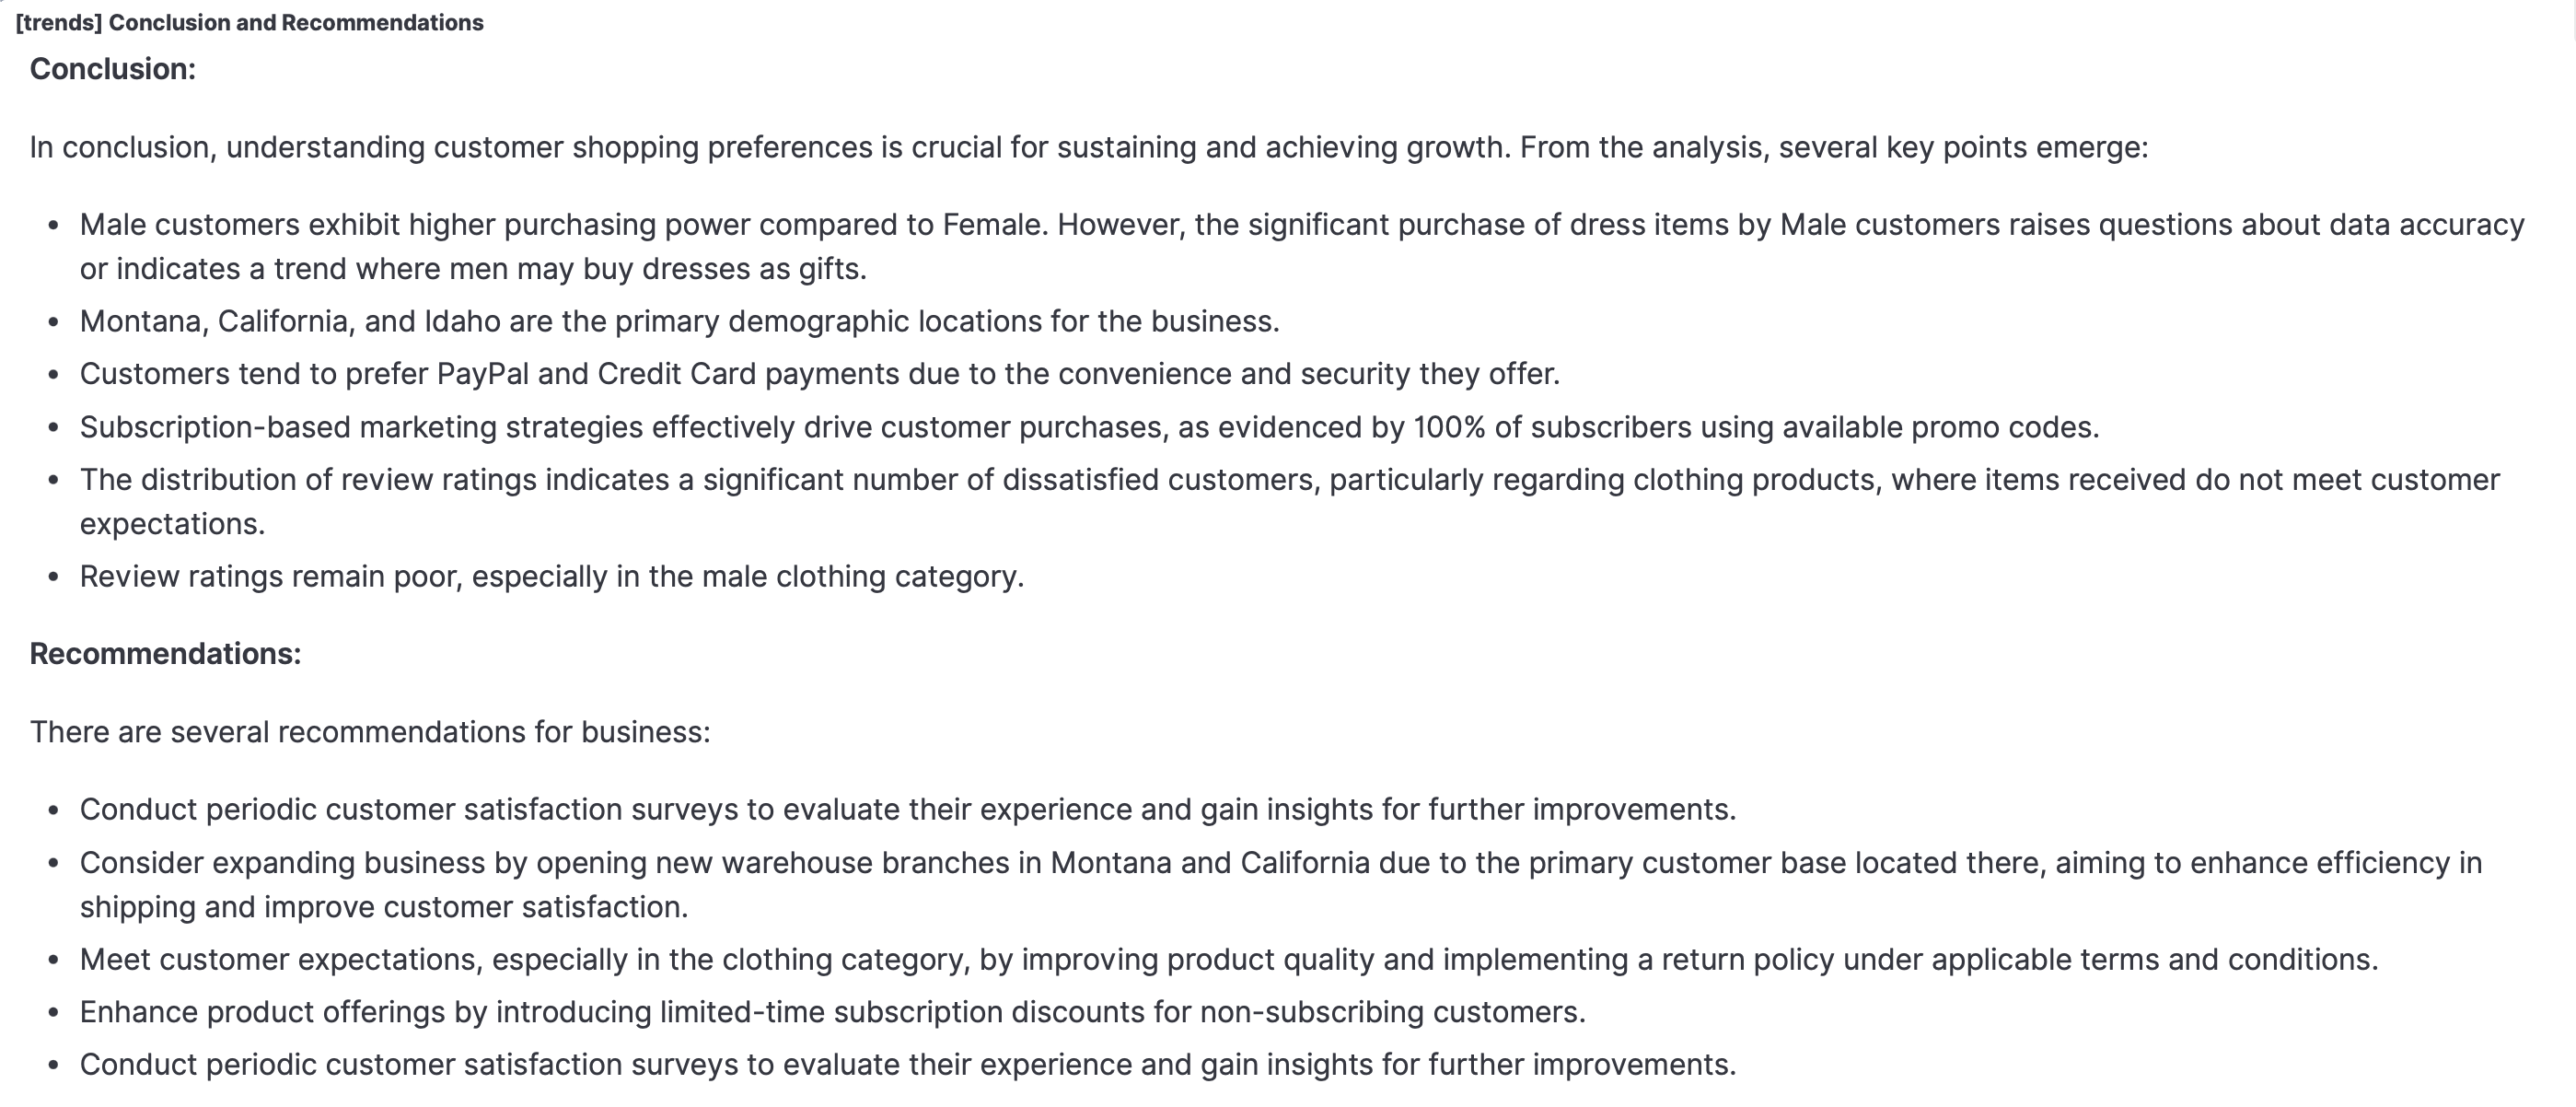 [trends] Conclusion and Recommendations
Conclusion:
In conclusion, understanding customer shopping preferences is crucial for sustaining and achieving growth. From the analysis, several key points emerge:
• Male customers exhibit higher purchasing power compared to Female. However, the significant purchase of dress items by Male customers raises questions about data accuracy
or indicates a trend where men may buy dresses as gifts.
• Montana, California, and Idaho are the primary demographic locations for the business.
• Customers tend to prefer PayPal and Credit Card payments due to the convenience and security they offer.
• Subscription-based marketing strategies effectively drive customer purchases, as evidenced by 100% of subscribers using available promo codes.
• The distribution of review ratings indicates a significant number of dissatisfied customers, particularly regarding clothing products, where items received do not meet customer
expectations.
• Review ratings remain poor, especially in the male clothing category.
Recommendations:
There are several recommendations for business:
• Conduct periodic customer satisfaction surveys to evaluate their experience and gain insights for further improvements.
• Consider expanding business by opening new warehouse branches in Montana and California due to the primary customer base located there, aiming to enhance efficiency in
shipping and improve customer satisfaction.
• Meet customer expectations, especially in the clothing category, by improving product quality and implementing a return policy under applicable terms and conditions.
• Enhance product offerings by introducing limited-time subscription discounts for non-subscribing customers.
• Conduct periodic customer satisfaction surveys to evaluate their experience and gain insights for further improvements.